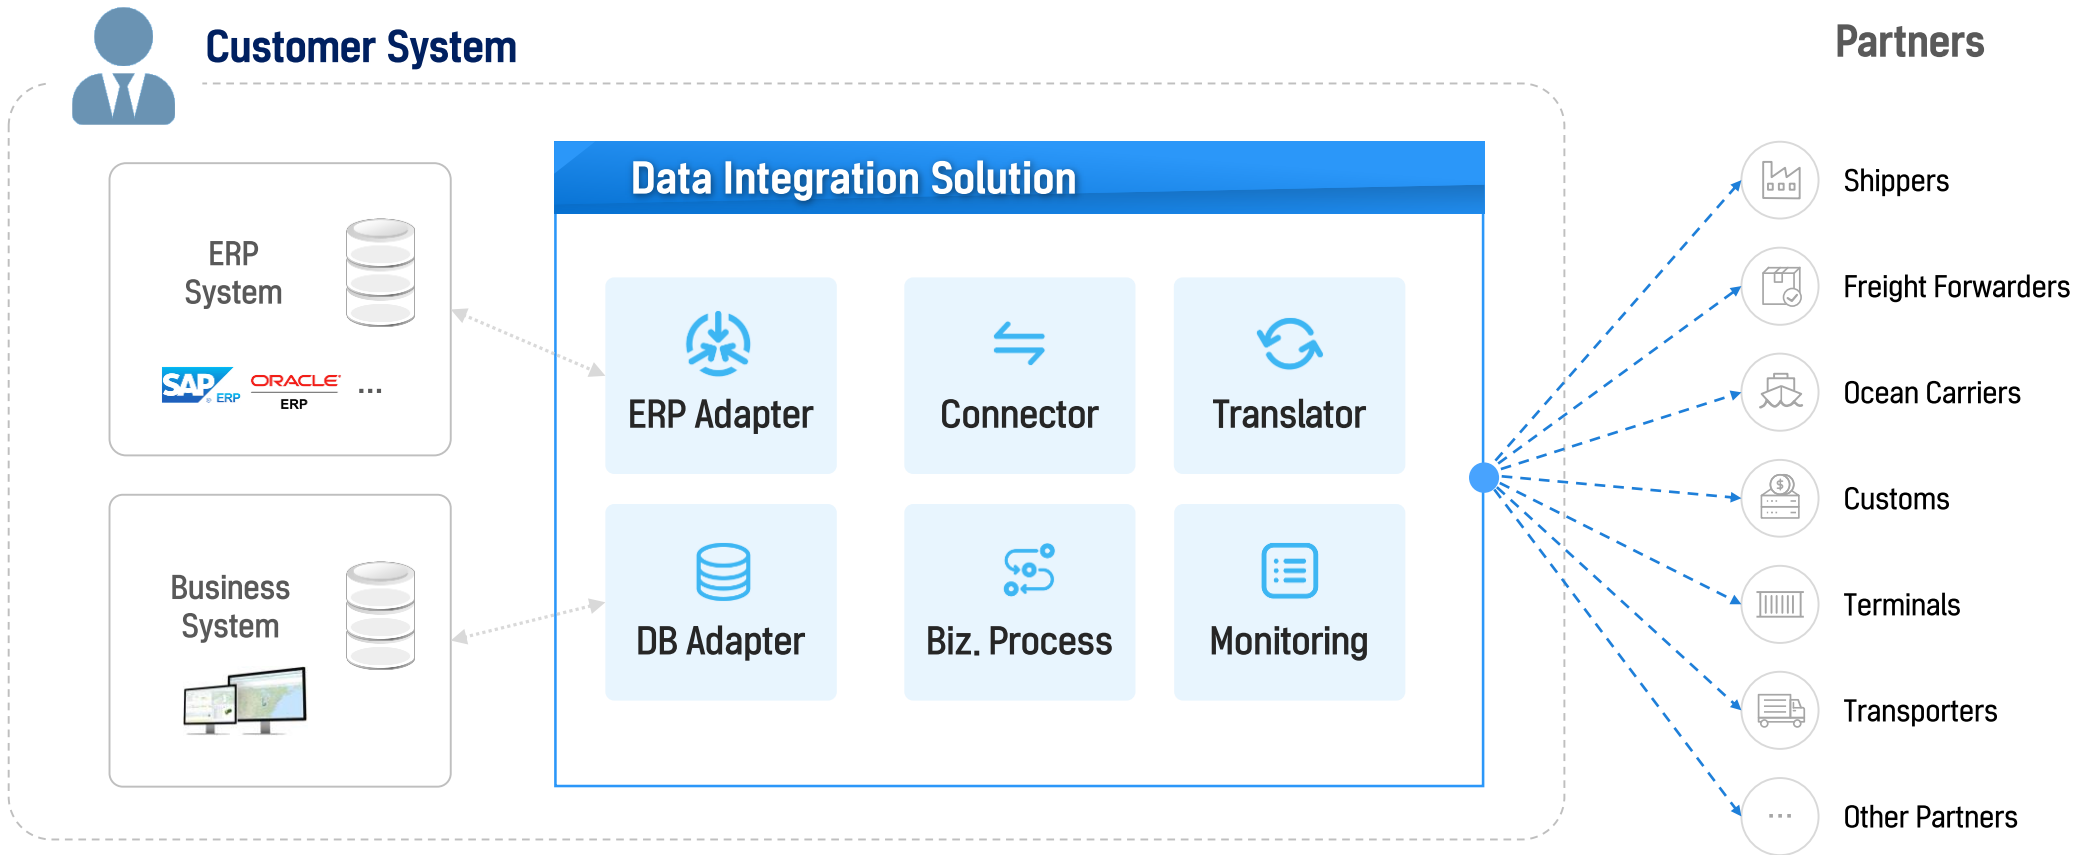 Customer System
Partners
Data Integration Solution
ERP
System
SAP ® ERP
ORACLE®
ERP
...
Business
System
ERP Adapter
Connector
Translator
DB Adapter
Biz. Process
Monitoring
Shippers
Freight Forwarders
Ocean Carriers
$
Customs
Terminals
Transporters
...
Other Partners